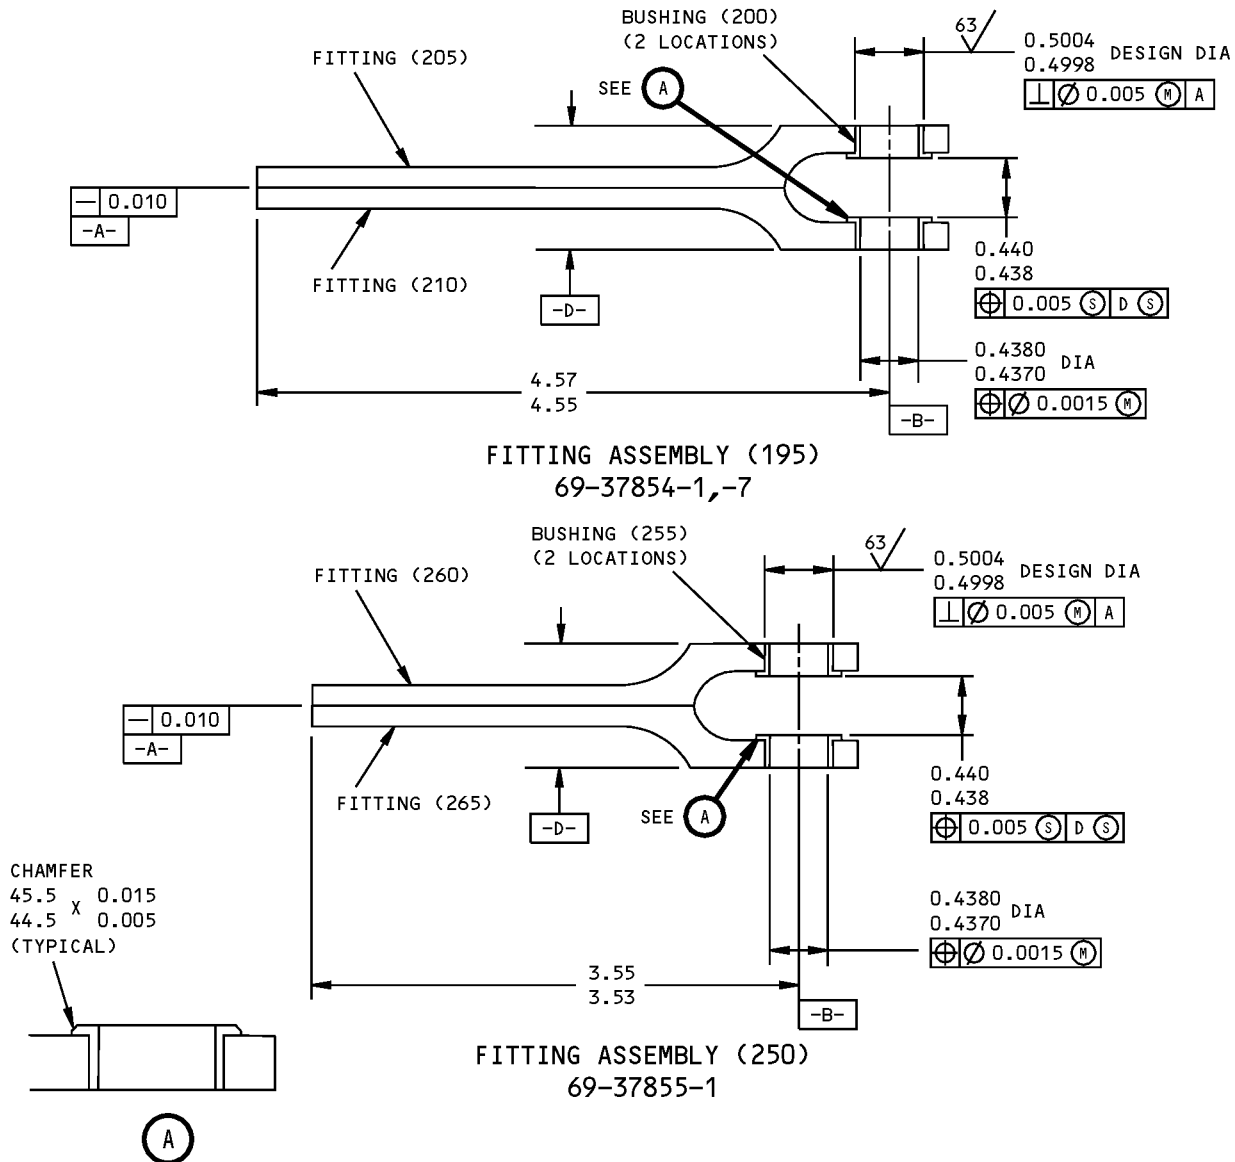 BUSHING (200)
(2 LOCATIONS)
FITTING (205)
SEE A
63
0.5004
0.4998 DESIGN DIA
⊥ Ø 0.005 Ⓜ A
— 0.010
-A-
FITTING (210)
-D-
0.440
0.438
⌖ 0.005 Ⓢ D Ⓢ
0.4380
0.4370 DIA
⌖ Ø 0.0015 Ⓜ
4.57
4.55
-B-
FITTING ASSEMBLY (195)
69-37854-1,-7
BUSHING (255)
(2 LOCATIONS)
FITTING (260)
63
0.5004
0.4998 DESIGN DIA
⊥ Ø 0.005 Ⓜ A
— 0.010
-A-
FITTING (265)
-D-
SEE A
0.440
0.438
⌖ 0.005 Ⓢ D Ⓢ
0.4380
0.4370 DIA
⌖ Ø 0.0015 Ⓜ
3.55
3.53
-B-
FITTING ASSEMBLY (250)
69-37855-1
CHAMFER
45.5 X 0.015
44.5 0.005
(TYPICAL)
A